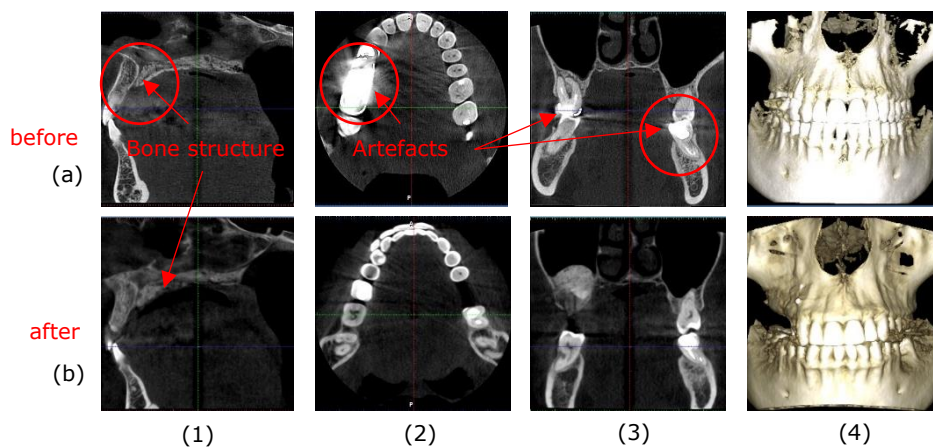 before
(a)
Bone structure
Artefacts
P
after
(b)
A
P
(1)
(2)
(3)
(4)